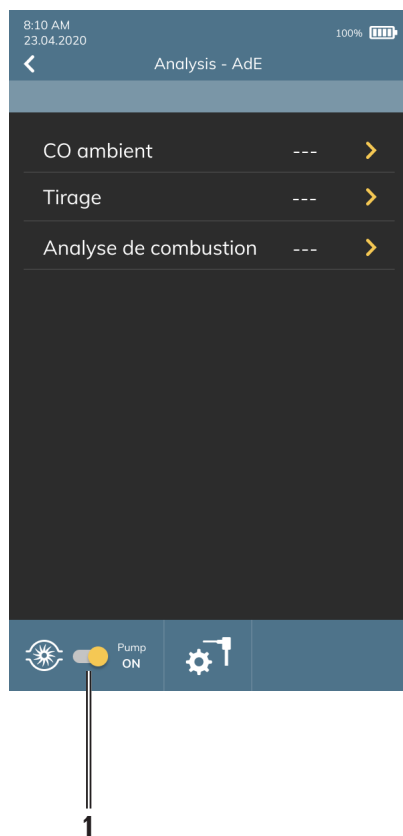 8:10 AM
23.04.2020
100%
Analysis - AdE
CO ambient ---
Tirage ---
Analyse de combustion ---
Pump
ON
1